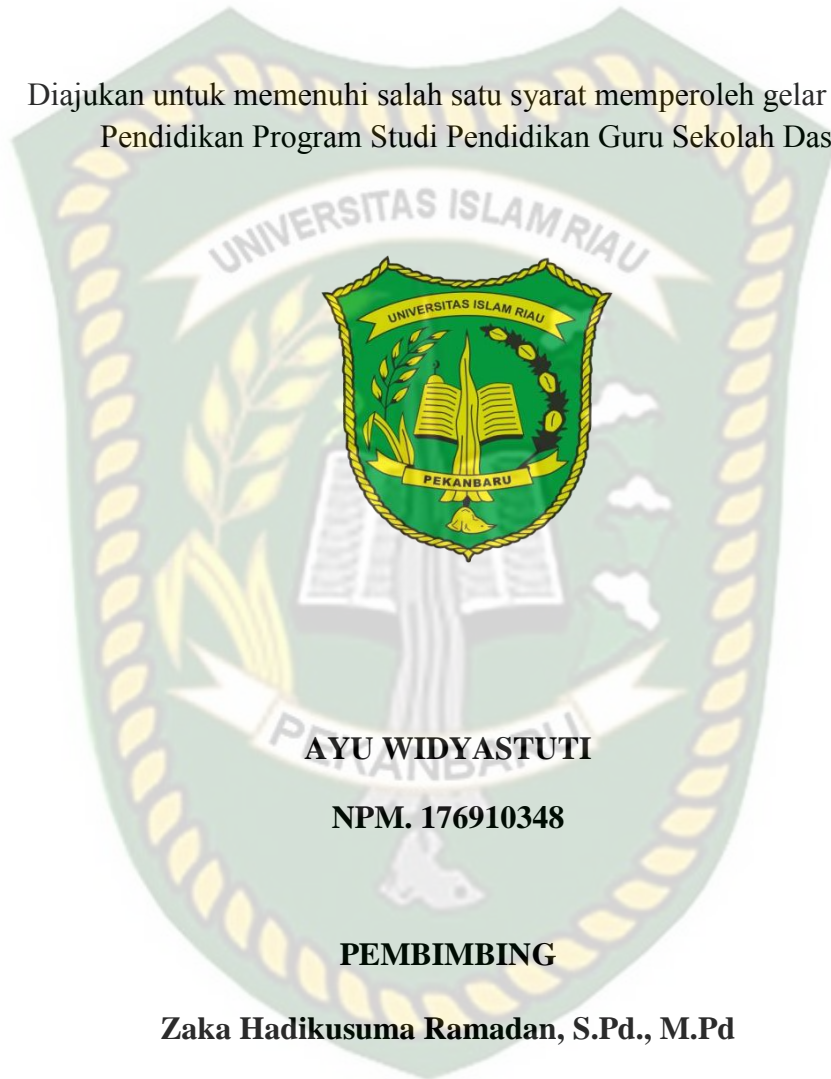 Diajukan untuk memenuhi salah satu syarat memperoleh gelar
Pendidikan Program Studi Pendidikan Guru Sekolah Das
UNIVERSITAS ISLAM RIAU
UNIVERSITAS ISLAM RIAU
PEKANBARU
PEKANBARU
AYU WIDYASTUTI
NPM. 176910348
PEMBIMBING
Zaka Hadikusuma Ramadan, S.Pd., M.Pd